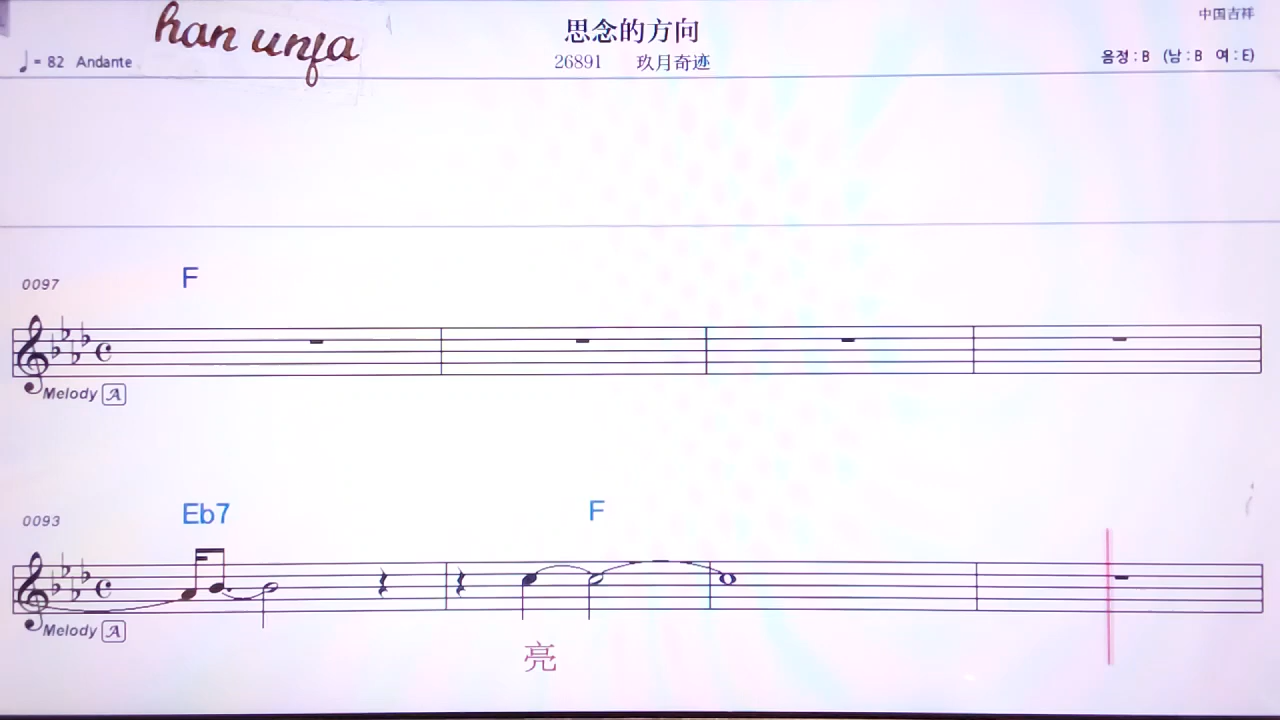 han unfa
思念的方向
中国吉祥
♩= 82 Andante
26891 玖月奇迹
음정 : B (남 : B 여 : E)
0097
F
Melody A
0093
Eb7 F
Melody A
亮